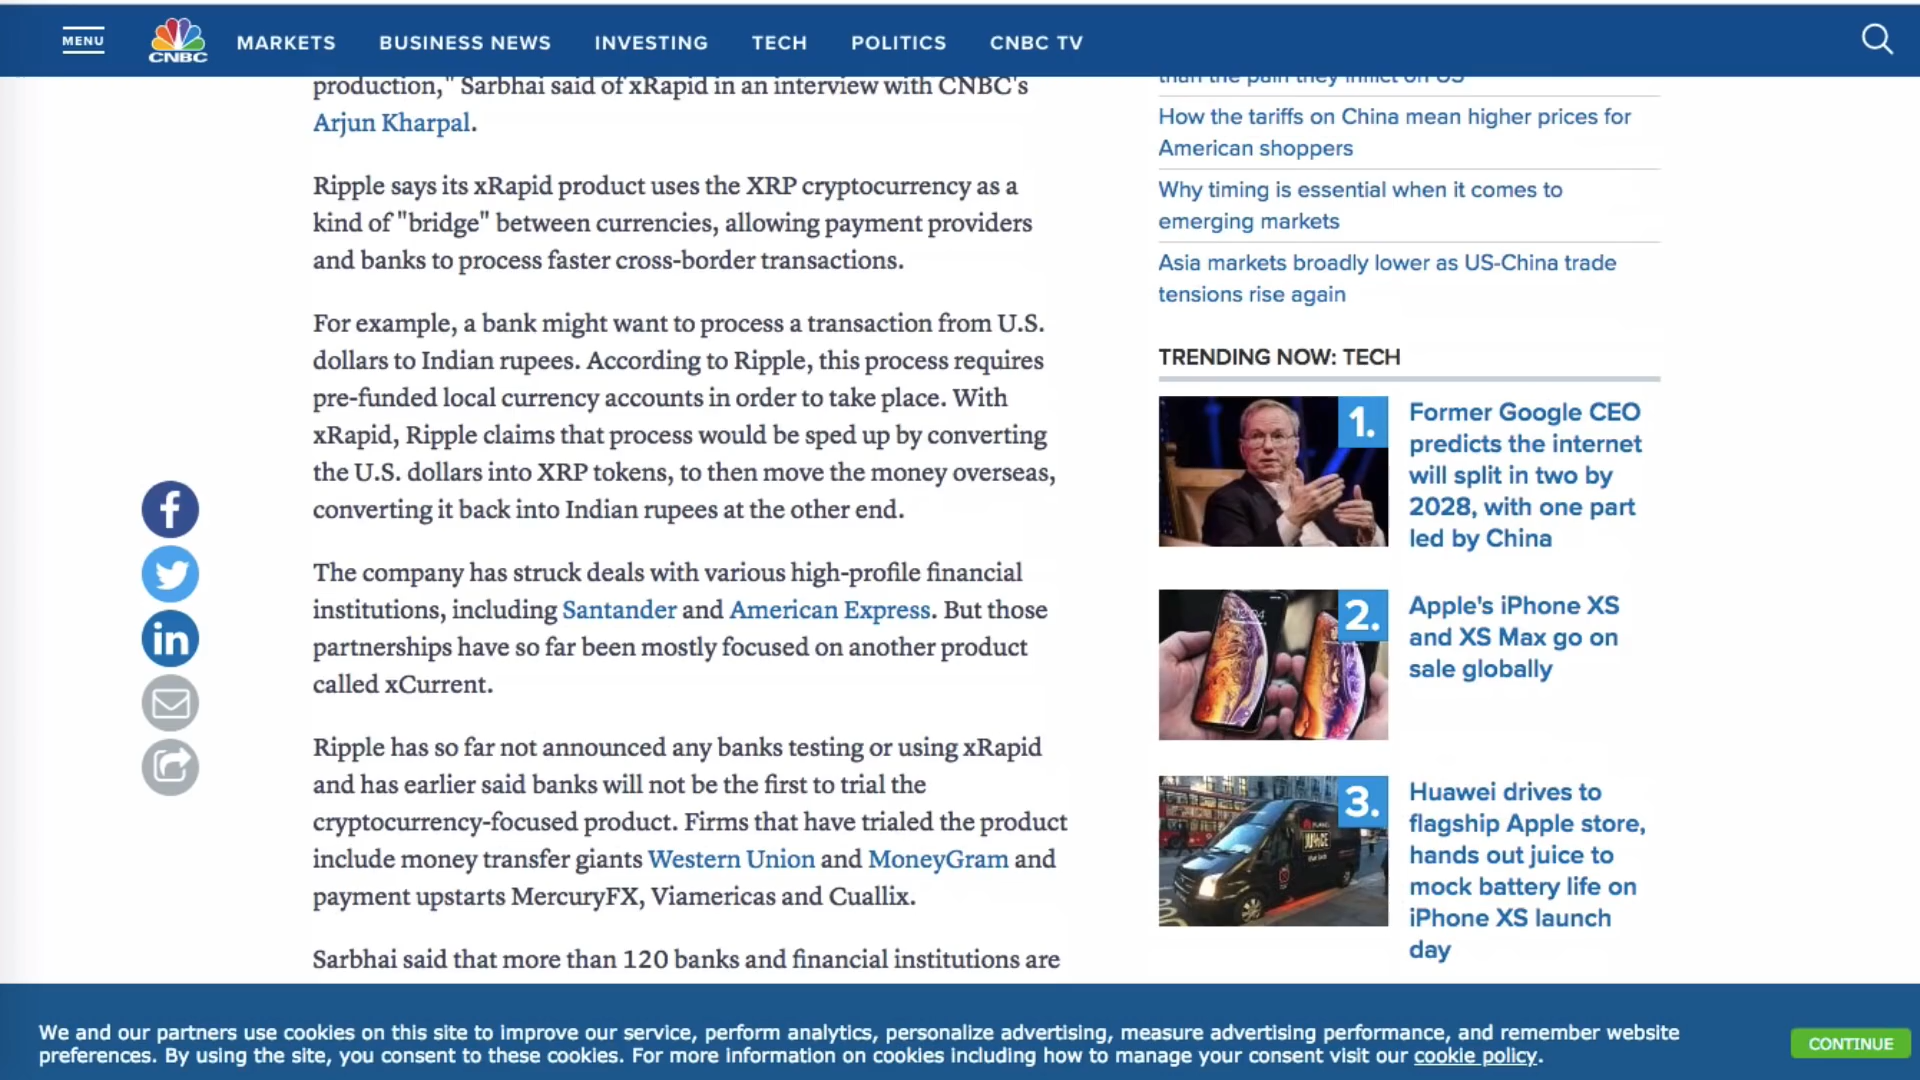 MENU
CNBC
MARKETS
BUSINESS NEWS
INVESTING
TECH
POLITICS
CNBC TV
production," Sarbhai said of xRapid in an interview with CNBC's
Arjun Kharpal.
Ripple says its xRapid product uses the XRP cryptocurrency as a
kind of "bridge" between currencies, allowing payment providers
and banks to process faster cross-border transactions.
For example, a bank might want to process a transaction from U.S.
dollars to Indian rupees. According to Ripple, this process requires
pre-funded local currency accounts in order to take place. With
xRapid, Ripple claims that process would be sped up by converting
the U.S. dollars into XRP tokens, to then move the money overseas,
converting it back into Indian rupees at the other end.
The company has struck deals with various high-profile financial
institutions, including Santander and American Express. But those
partnerships have so far been mostly focused on another product
called xCurrent.
Ripple has so far not announced any banks testing or using xRapid
and has earlier said banks will not be the first to trial the
cryptocurrency-focused product. Firms that have trialed the product
include money transfer giants Western Union and MoneyGram and
payment upstarts MercuryFX, Viamericas and Cuallix.
Sarbhai said that more than 120 banks and financial institutions are
than the pain they inflict on US
How the tariffs on China mean higher prices for
American shoppers
Why timing is essential when it comes to
emerging markets
Asia markets broadly lower as US-China trade
tensions rise again
TRENDING NOW: TECH
1.
Former Google CEO
predicts the internet
will split in two by
2028, with one part
led by China
2.
Apple's iPhone XS
and XS Max go on
sale globally
3.
Huawei drives to
flagship Apple store,
hands out juice to
mock battery life on
iPhone XS launch
day
We and our partners use cookies on this site to improve our service, perform analytics, personalize advertising, measure advertising performance, and remember website
preferences. By using the site, you consent to these cookies. For more information on cookies including how to manage your consent visit our cookie policy.
CONTINUE